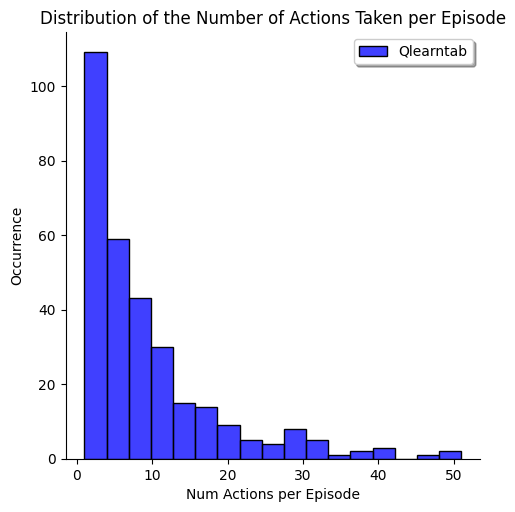 Distribution of the Number of Actions Taken per Episode
Qlearntab
100
80
60
40
20
0
Occurrence
0 10 20 30 40 50
Num Actions per Episode